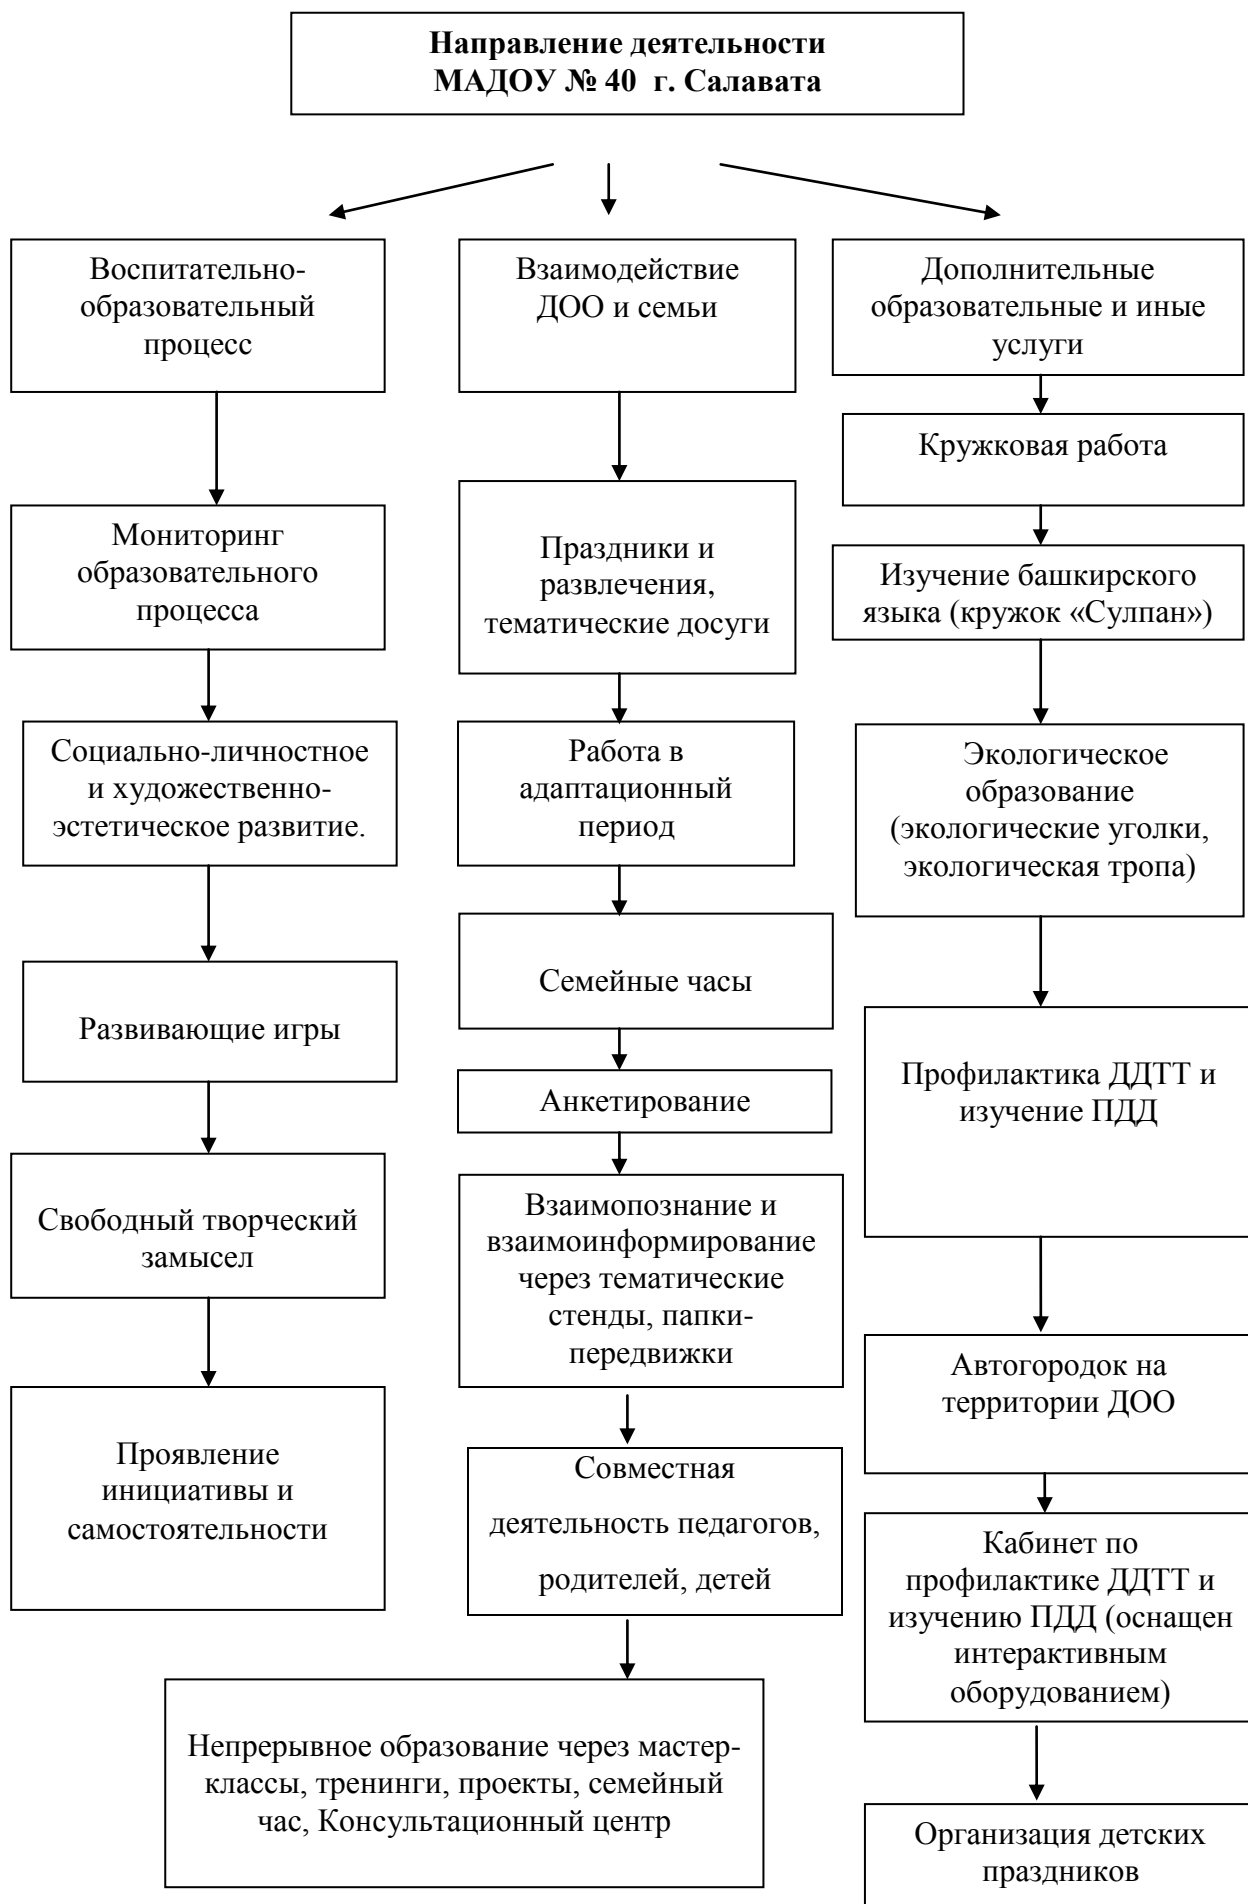 Направление деятельности
МАДОУ № 40 г. Салавата
Воспитательно-
образовательный
процесс
Мониторинг
образовательного
процесса
Социально-личностное
и художественно-
эстетическое развитие.
Развивающие игры
Свободный творческий
замысел
Проявление
инициативы и
самостоятельности
Взаимодействие
ДОО и семьи
Праздники и
развлечения,
тематические досуги
Работа в
адаптационный
период
Семейные часы
Анкетирование
Взаимопознание и
взаимоинформирование
через тематические
стенды, папки-
передвижки
Совместная
деятельность педагогов,
родителей, детей
Непрерывное образование через мастер-
классы, тренинги, проекты, семейный
час, Консультационный центр
Дополнительные
образовательные и иные
услуги
Кружковая работа
Изучение башкирского
языка (кружок «Сулпан»)
Экологическое
образование
(экологические уголки,
экологическая тропа)
Профилактика ДДТТ и
изучение ПДД
Автогородок на
территории ДОО
Кабинет по
профилактике ДДТТ и
изучению ПДД (оснащен
интерактивным
оборудованием)
Организация детских
праздников